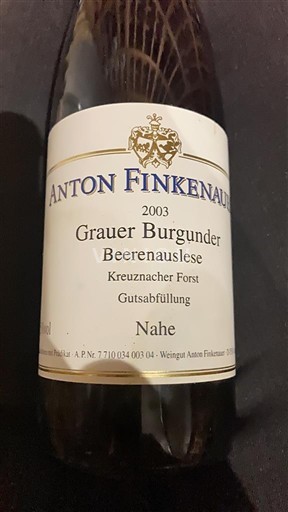 ANTON FINKENAU
2003
Grauer Burgunder
Beerenauslese
Kreuznacher Forst
Gutsabfüllung
Nahe
A.P.Nr. 7 710 034 003 04 - Weingut Anton Finkenauer